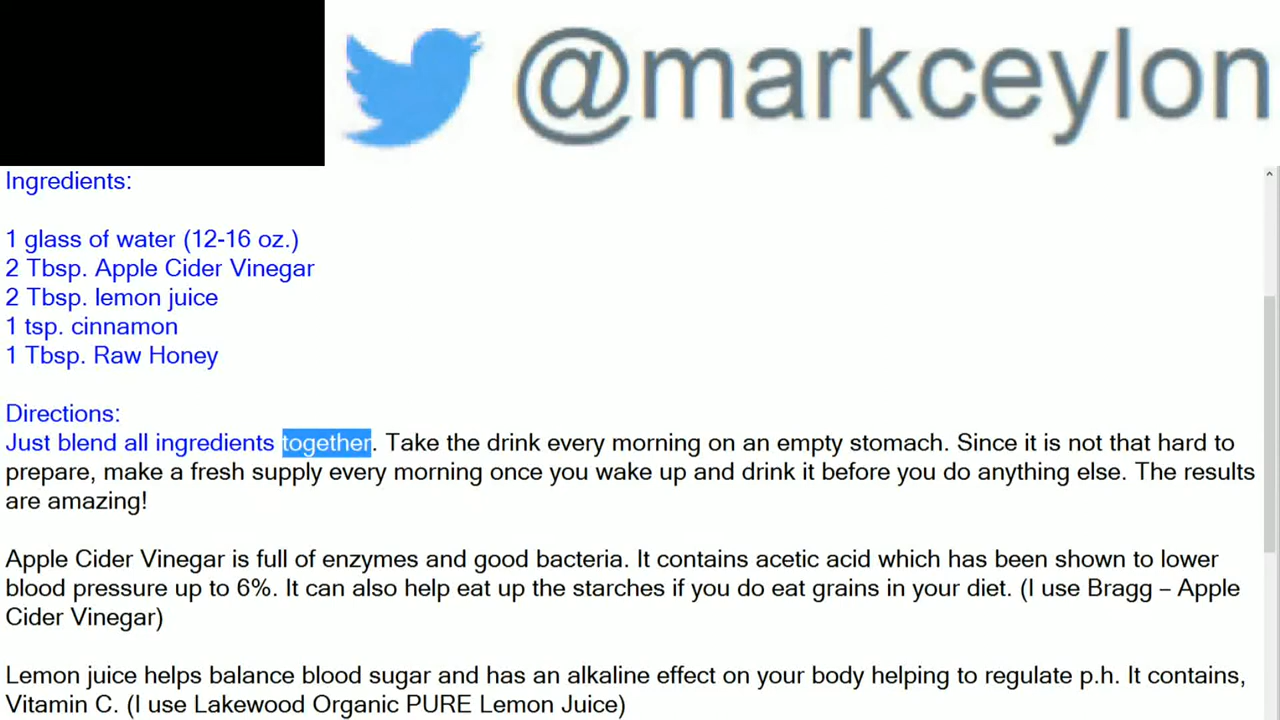 @markceylon
Ingredients:
1 glass of water (12-16 oz.)
2 Tbsp. Apple Cider Vinegar
2 Tbsp. lemon juice
1 tsp. cinnamon
1 Tbsp. Raw Honey
Directions:
Just blend all ingredients together. Take the drink every morning on an empty stomach. Since it is not that hard to
prepare, make a fresh supply every morning once you wake up and drink it before you do anything else. The results
are amazing!
Apple Cider Vinegar is full of enzymes and good bacteria. It contains acetic acid which has been shown to lower
blood pressure up to 6%. It can also help eat up the starches if you do eat grains in your diet. (I use Bragg – Apple
Cider Vinegar)
Lemon juice helps balance blood sugar and has an alkaline effect on your body helping to regulate p.h. It contains,
Vitamin C. (I use Lakewood Organic PURE Lemon Juice)